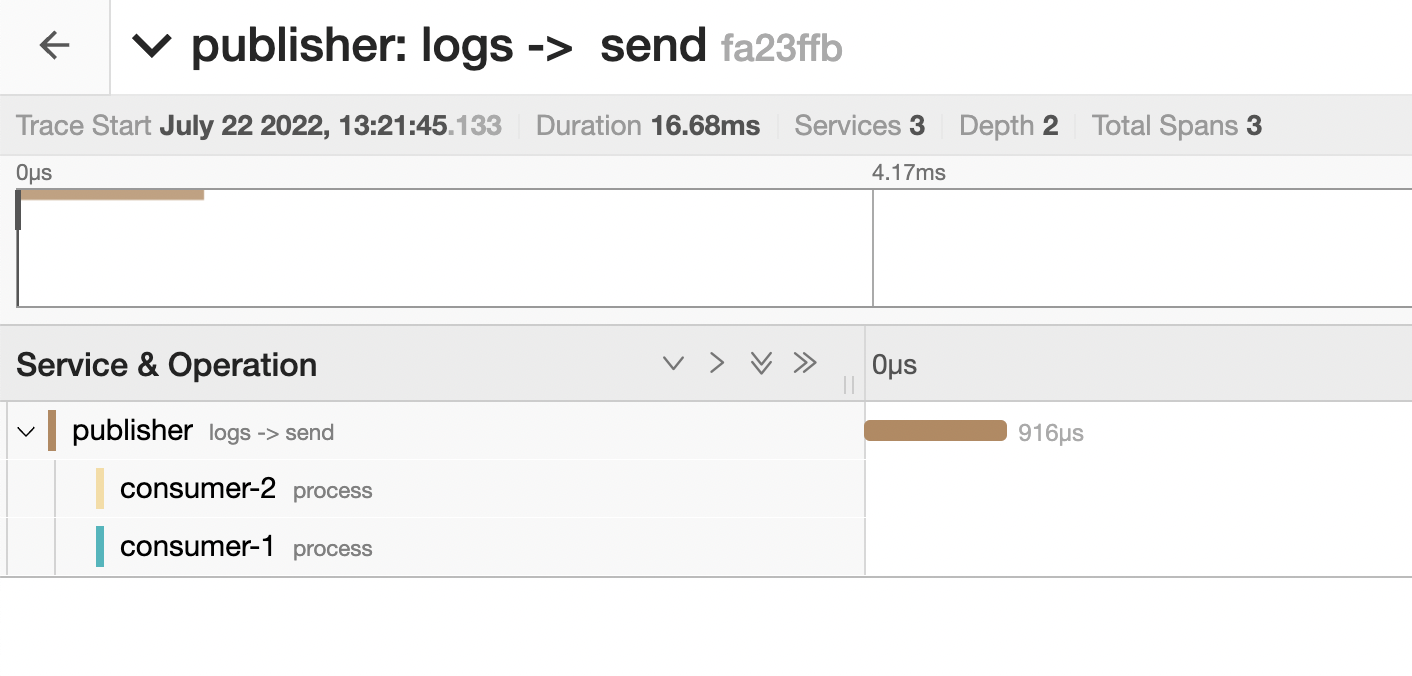 publisher: logs -> send fa23ffb
Trace Start July 22 2022, 13:21:45.133 Duration 16.68ms Services 3 Depth 2 Total Spans 3
0μs 4.17ms
Service & Operation 0μs
publisher logs -> send 916μs
consumer-2 process
consumer-1 process